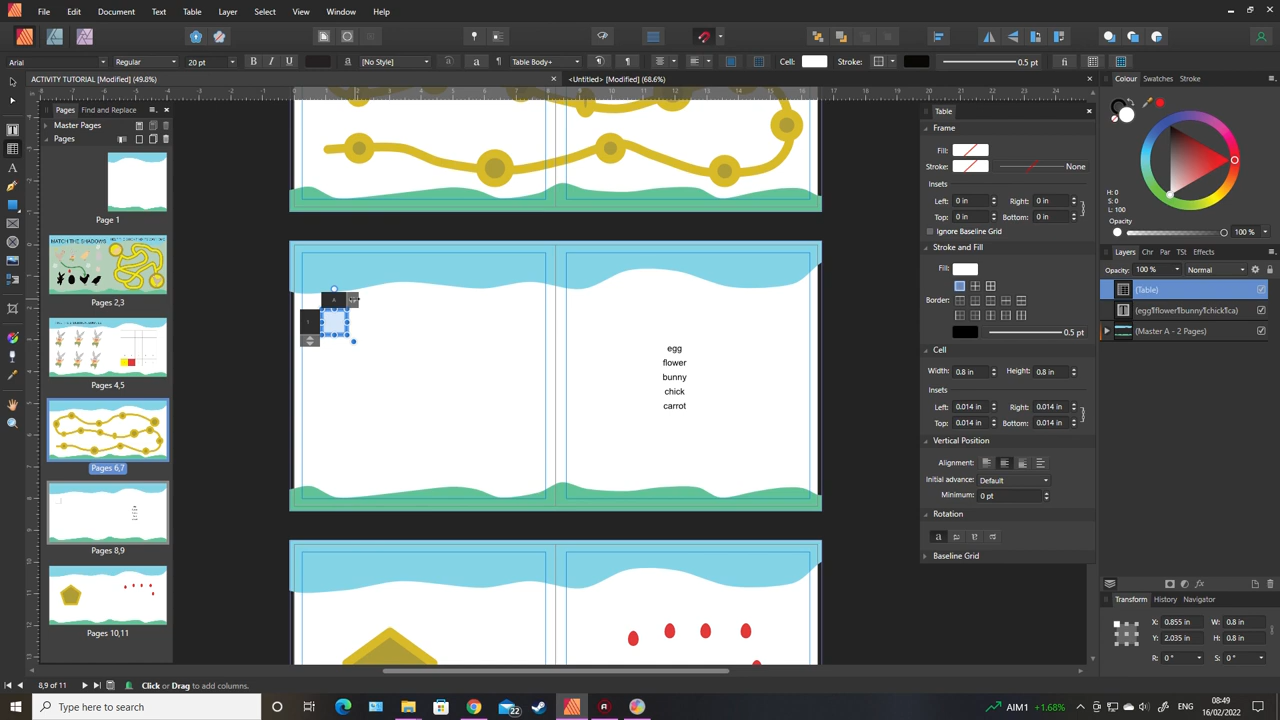 File Edit Document Text Table Layer Select View Window Help
Arial Regular 20 pt B I U a [No Style] a Table Body+ Cell: Stroke: 0.5 pt fi
ACTIVITY TUTORIAL [Modified] (49.8%)
<Untitled> [Modified] (68.6%)
Pages Find and Replace
Master Pages
Pages
Page 1
MATCH THE SHADOWS
Pages 2,3
Pages 4,5
Pages 6,7
Pages 8,9
Pages 10,11
A
1
egg
flower
bunny
chick
carrot
Table
Frame
Fill:
Stroke: None
Insets
Left: 0 in Right: 0 in
Top: 0 in Bottom: 0 in
Ignore Baseline Grid
Stroke and Fill
Fill:
Border:
0.5 pt
Cell
Width: 0.8 in Height: 0.8 in
Insets
Left: 0.014 in Right: 0.014 in
Top: 0.014 in Bottom: 0.014 in
Vertical Position
Alignment:
Initial advance: Default
Minimum: 0 pt
Rotation
Baseline Grid
Colour Swatches Stroke
H: 0
S: 0
L: 100
Opacity
100 %
Layers Chr Par TSt Effects
Opacity: 100 % Normal
(Table)
(egg¶flower¶bunny¶chick¶ca)
(Master A - 2 Pages)
Transform History Navigator
X: 0.855 in W: 0.8 in
Y: 2.035 in H: 0.8 in
R: 0 ° S: 0 °
8,9 of 11 Click or Drag to add columns.
Type here to search
22
AIM1 +1.68% ENG 08:49
16/02/2022